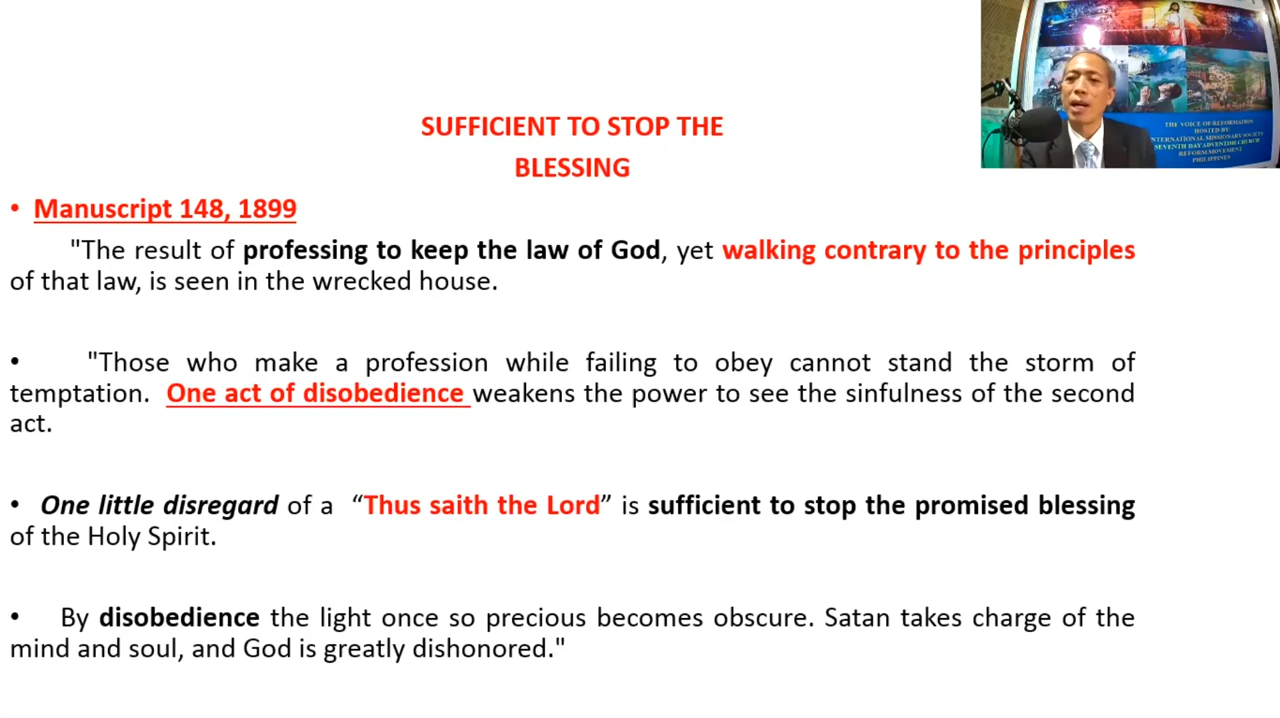 SUFFICIENT TO STOP THE
BLESSING
• Manuscript 148, 1899
"The result of professing to keep the law of God, yet walking contrary to the principles
of that law, is seen in the wrecked house.
• "Those who make a profession while failing to obey cannot stand the storm of
temptation. One act of disobedience weakens the power to see the sinfulness of the second
act.
• One little disregard of a “Thus saith the Lord” is sufficient to stop the promised blessing
of the Holy Spirit.
• By disobedience the light once so precious becomes obscure. Satan takes charge of the
mind and soul, and God is greatly dishonored."
THE VOICE OF REFORMATION
HOSTED BY:
INTERNATIONAL MISSIONARY SOCIETY
SEVENTH DAY ADVENTIST CHURCH
REFORM MOVEMENT
PHILIPPINES